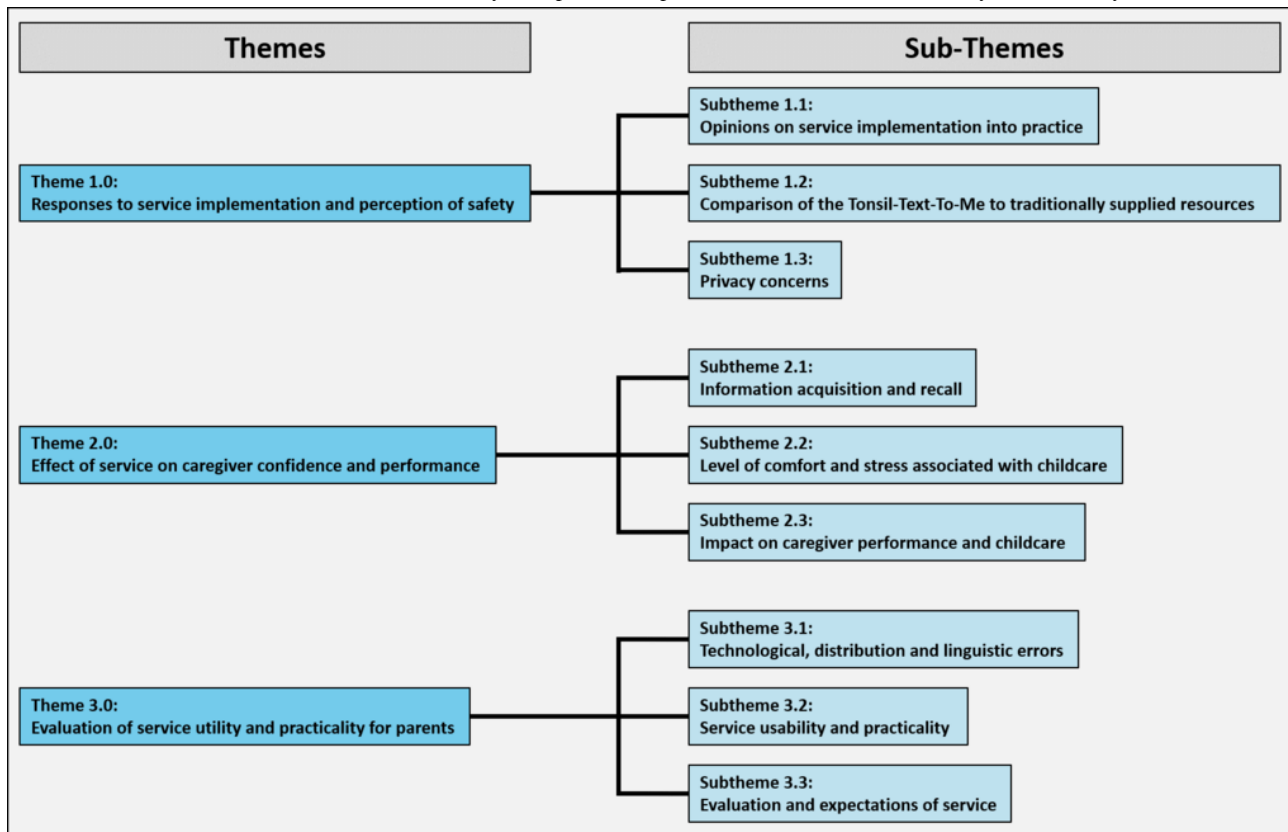 Themes
Sub-Themes
Subtheme 1.1:
Opinions on service implementation into practice
Theme 1.0:
Responses to service implementation and perception of safety
Subtheme 1.2:
Comparison of the Tonsil-Text-To-Me to traditionally supplied resources
Subtheme 1.3:
Privacy concerns
Subtheme 2.1:
Information acquisition and recall
Theme 2.0:
Effect of service on caregiver confidence and performance
Subtheme 2.2:
Level of comfort and stress associated with childcare
Subtheme 2.3:
Impact on caregiver performance and childcare
Subtheme 3.1:
Technological, distribution and linguistic errors
Theme 3.0:
Evaluation of service utility and practicality for parents
Subtheme 3.2:
Service usability and practicality
Subtheme 3.3:
Evaluation and expectations of service